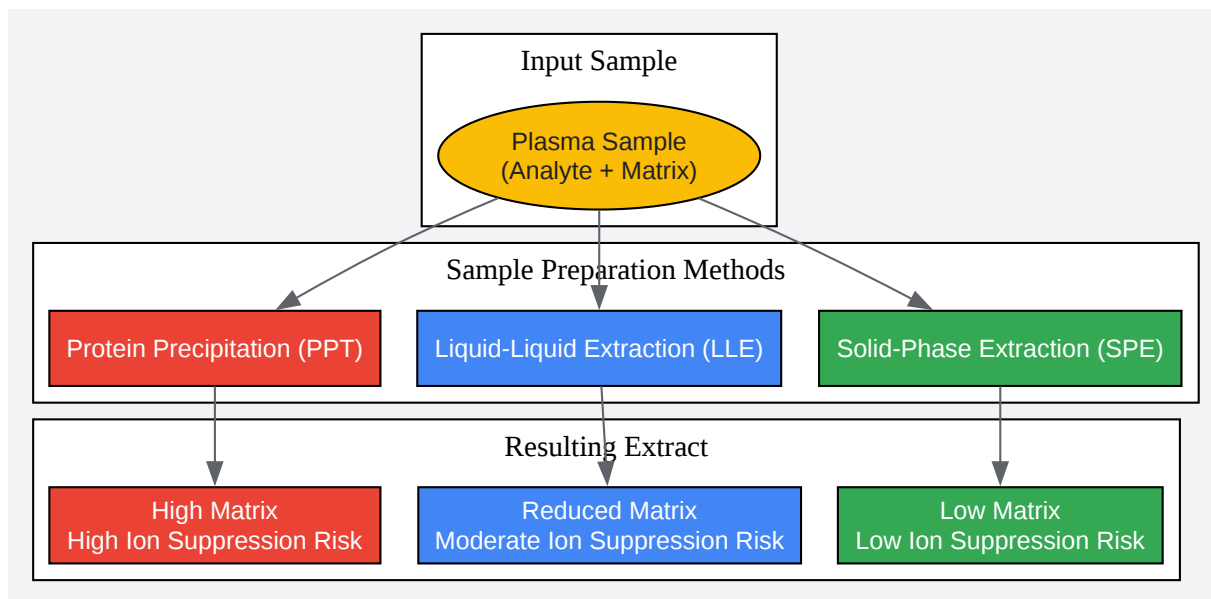 Input Sample
Plasma Sample
(Analyte + Matrix)
Sample Preparation Methods
Protein Precipitation (PPT)
Liquid-Liquid Extraction (LLE)
Solid-Phase Extraction (SPE)
Resulting Extract
High Matrix
High Ion Suppression Risk
Reduced Matrix
Moderate Ion Suppression Risk
Low Matrix
Low Ion Suppression Risk